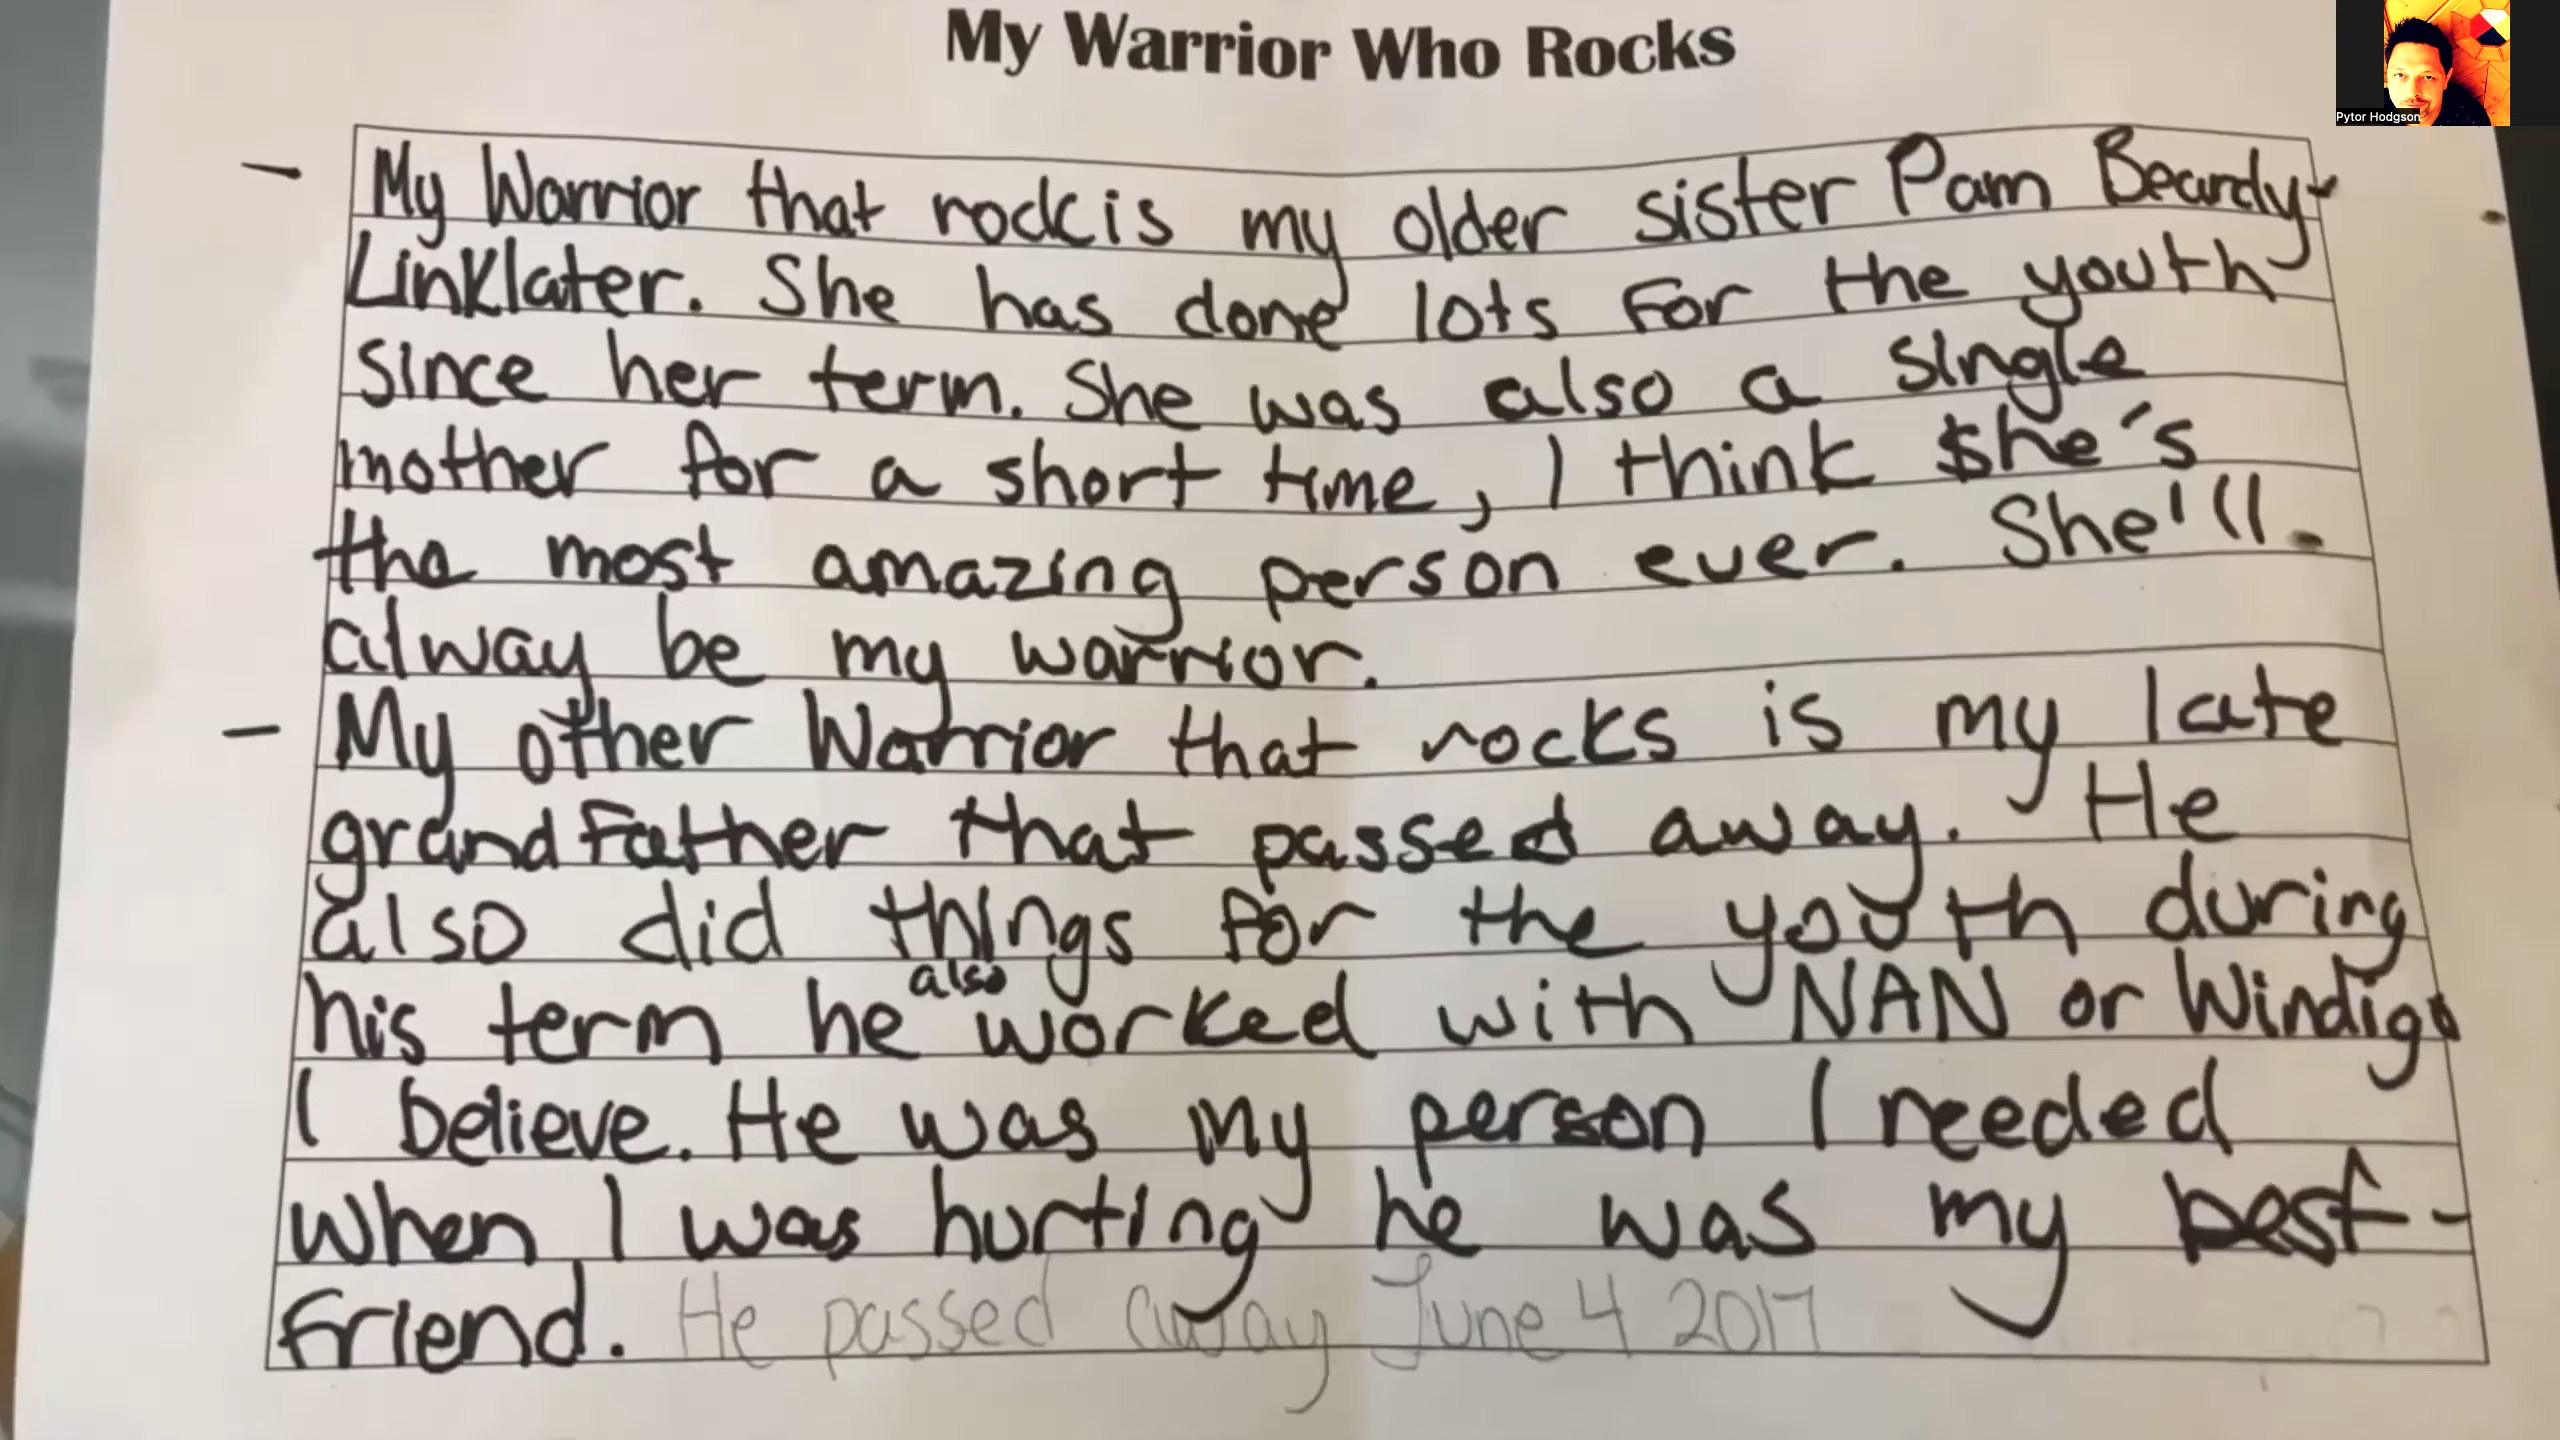 My Warrior Who Rocks
Pytor Hodgson
- My Warrior that rock is my older sister Pam Beardy-
Linklater. She has done lots for the youth
since her term. She was also a single
mother for a short time, I think she's
the most amazing person ever. She'll
alway be my warrior.
- My other Warrior that rocks is my late
grandfather that passed away. He
also did things for the youth during
his term he also worked with NAN or Windigo
I believe. He was my person I needed
when I was hurting he was my best-
friend. He passed away June 4 2017